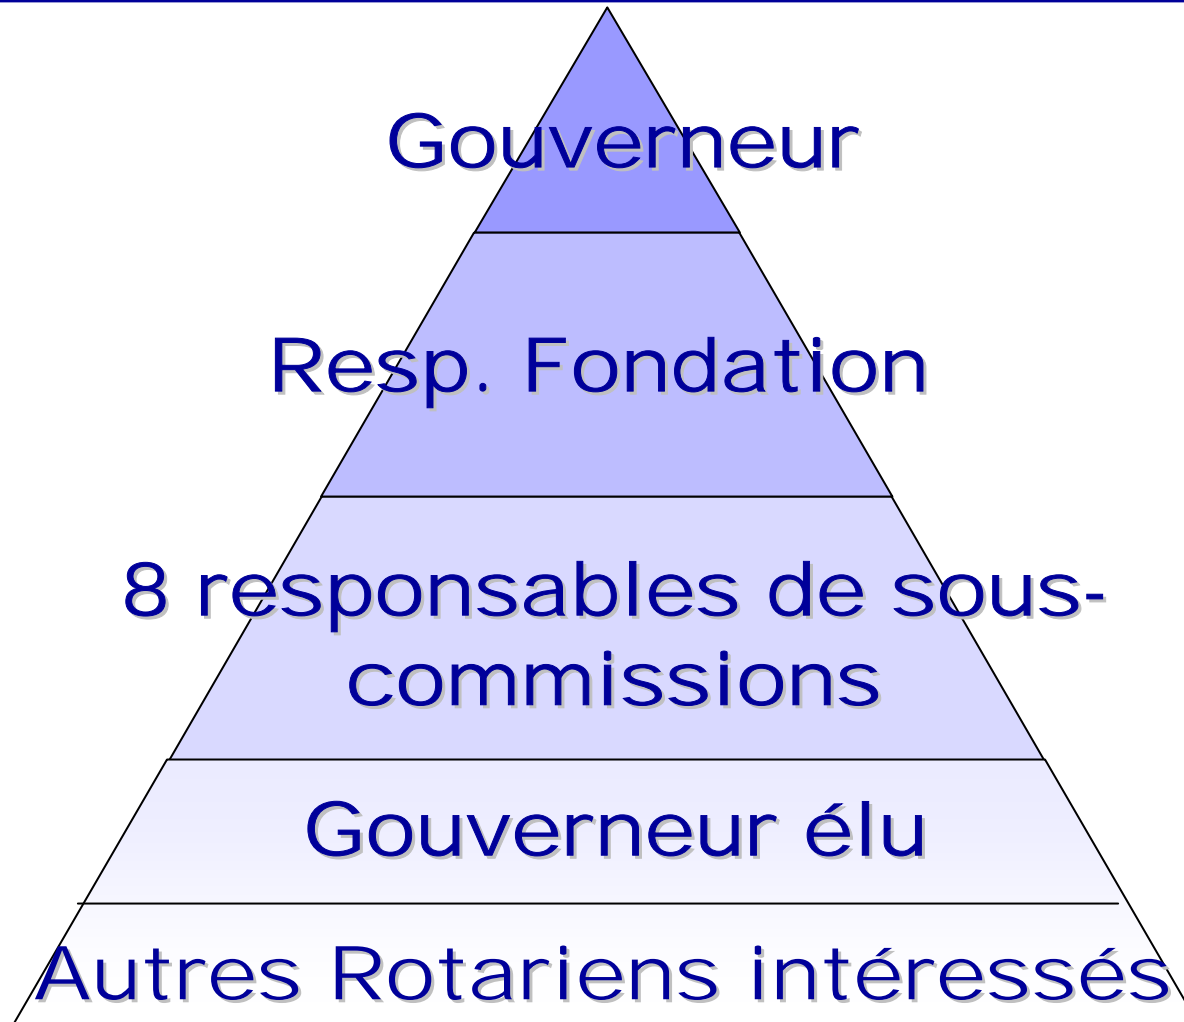 Gouverneur
Resp. Fondation
8 responsables de sous-
commissions
Gouverneur élu
Autres Rotariens intéressés